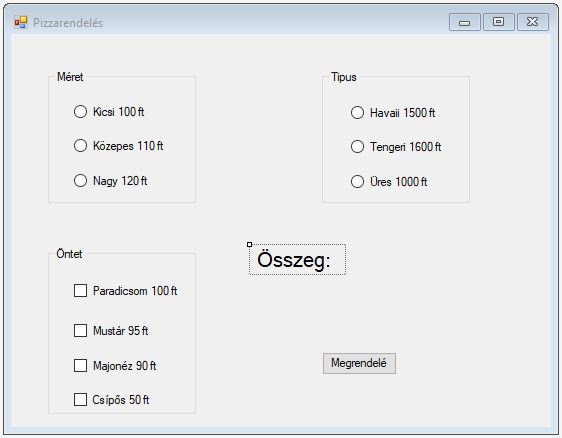 Pizzarendelés
Méret
Kicsi 100 ft
Közepes 110 ft
Nagy 120 ft
Tipus
Havaii 1500 ft
Tengeri 1600 ft
Üres 1000 ft
Öntet
Paradicsom 100 ft
Mustár 95 ft
Majonéz 90 ft
Csípős 50 ft
Összeg:
Megrendelé